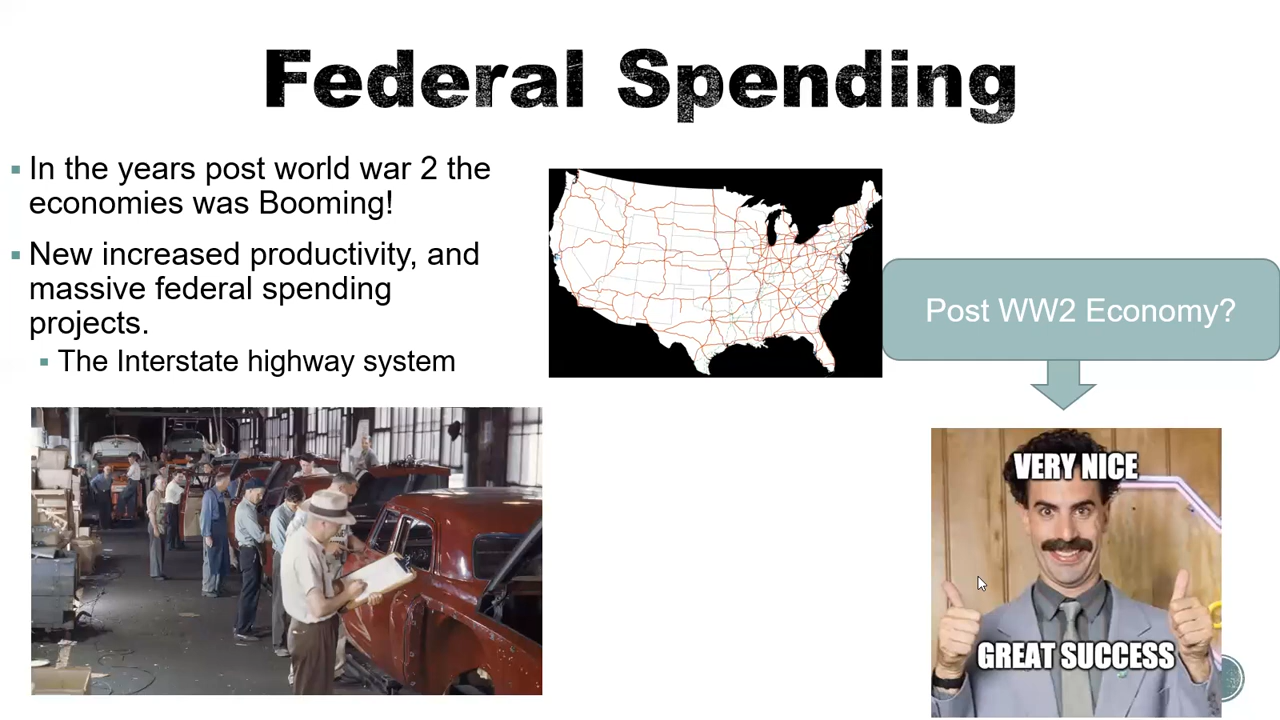 Federal Spending
In the years post world war 2 the
economies was Booming!
New increased productivity, and
massive federal spending
projects.
The Interstate highway system
Post WW2 Economy?
VERY NICE
GREAT SUCCESS